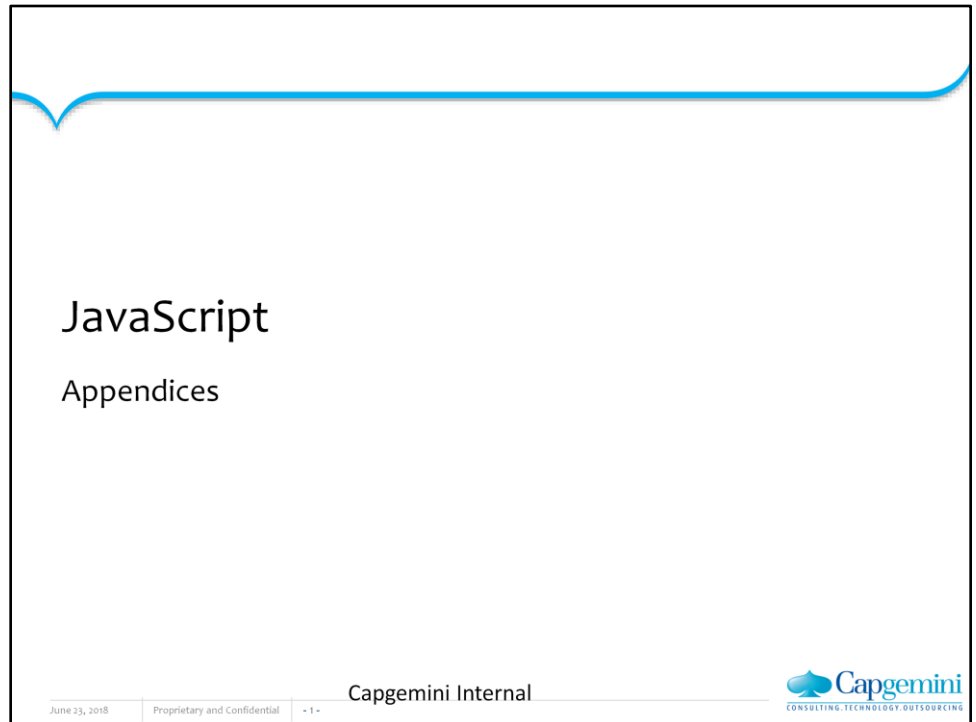 JavaScript
Appendices
Capgemini Internal
June 23, 2018 Proprietary and Confidential - 1 -
Capgemini
CONSULTING.TECHNOLOGY.OUTSOURCING